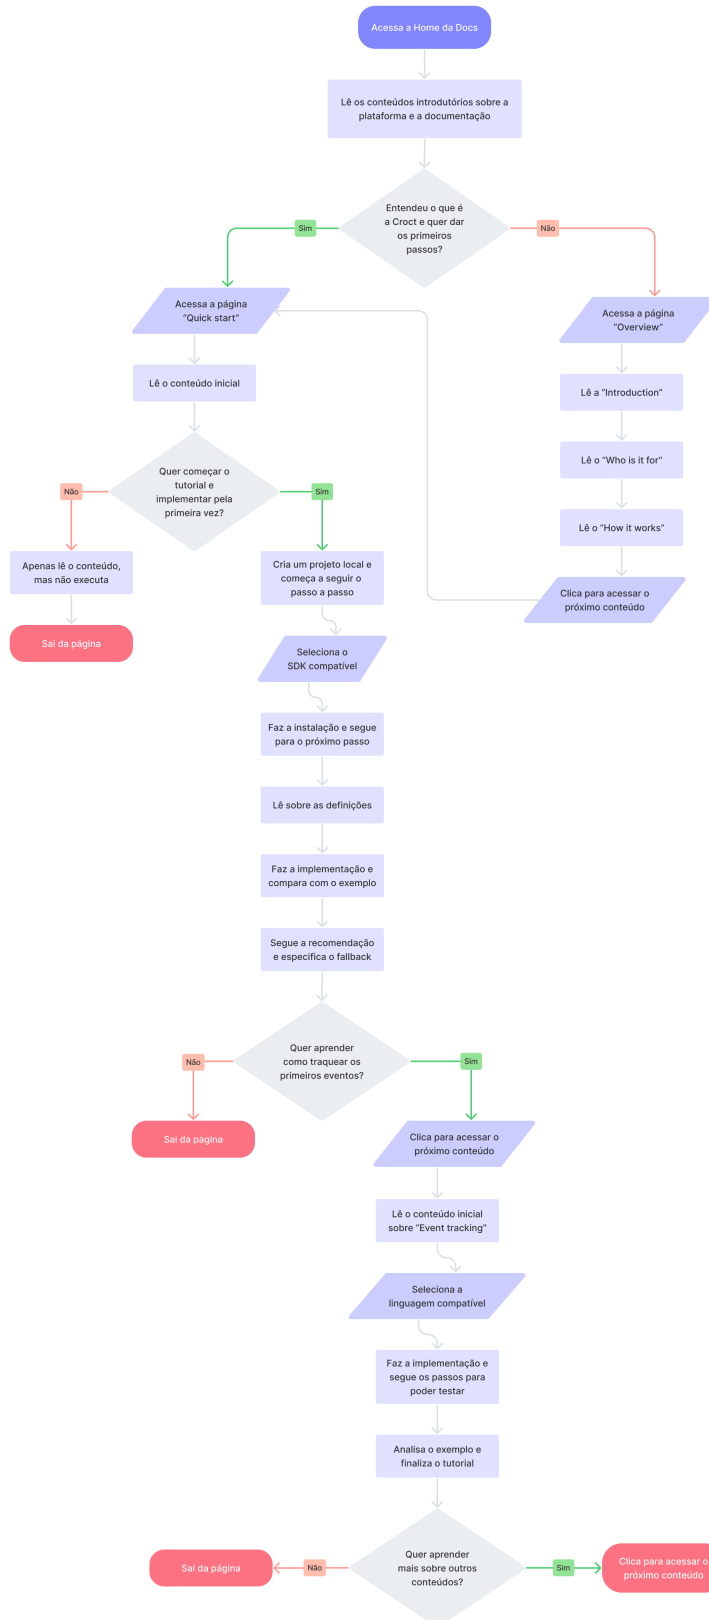 Acessa a Home da Docs
Lê os conteúdos introdutórios sobre a
plataforma e a documentação
Entendeu o que é
a Croct e quer dar
os primeiros
passos?
Sim
Não
Acessa a página
“Quick start”
Acessa a página
“Overview”
Lê o conteúdo inicial
Lê a “Introduction”
Lê o “Who is it for”
Lê o “How it works”
Clica para acessar o
próximo conteúdo
Quer começar o
tutorial e
implementar pela
primeira vez?
Não
Sim
Apenas lê o conteúdo,
mas não executa
Sai da página
Cria um projeto local e
começa a seguir o
passo a passo
Seleciona o
SDK compatível
Faz a instalação e segue
para o próximo passo
Lê sobre as definições
Faz a implementação e
compara com o exemplo
Segue a recomendação
e especifica o fallback
Quer aprender
como traquear os
primeiros eventos?
Não
Sim
Sai da página
Clica para acessar o
próximo conteúdo
Lê o conteúdo inicial
sobre “Event tracking”
Seleciona a
linguagem compatível
Faz a implementação e
segue os passos para
poder testar
Analisa o exemplo e
finaliza o tutorial
Quer aprender
mais sobre outros
conteúdos?
Não
Sim
Sai da página
Clica para acessar o
próximo conteúdo